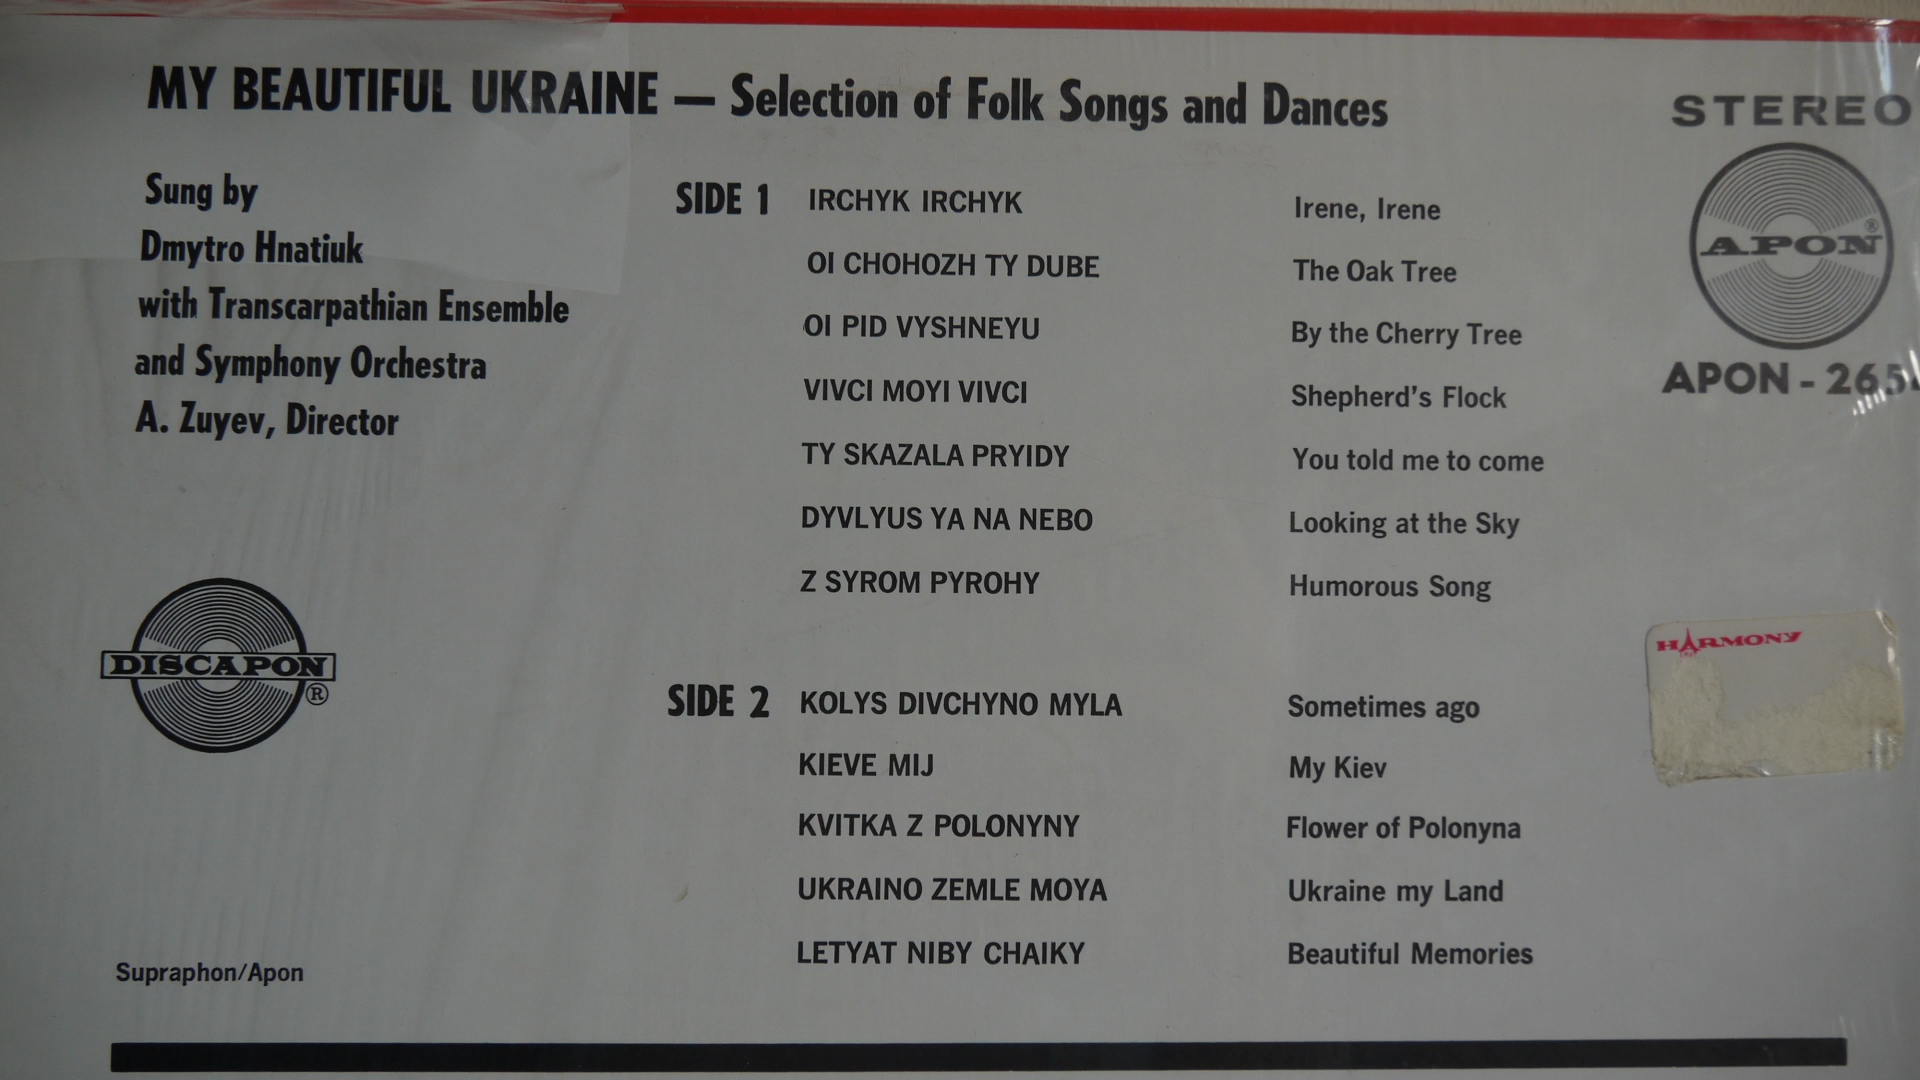 MY BEAUTIFUL UKRAINE — Selection of Folk Songs and Dances
STEREO
Sung by
Dmytro Hnatiuk
with Transcarpathian Ensemble
and Symphony Orchestra
A. Zuyev, Director
SIDE 1 IRCHYK IRCHYK Irene, Irene
OI CHOHOZH TY DUBE The Oak Tree
OI PID VYSHNEYU By the Cherry Tree
VIVCI MOYI VIVCI Shepherd's Flock
TY SKAZALA PRYIDY You told me to come
DYVLYUS YA NA NEBO Looking at the Sky
Z SYROM PYROHY Humorous Song
APON ®
APON -
DISCAPON ®
HARMONY
SIDE 2 KOLYS DIVCHYNO MYLA Sometimes ago
KIEVE MIJ My Kiev
KVITKA Z POLONYNY Flower of Polonyna
UKRAINO ZEMLE MOYA Ukraine my Land
LETYAT NIBY CHAIKY Beautiful Memories
Supraphon/Apon